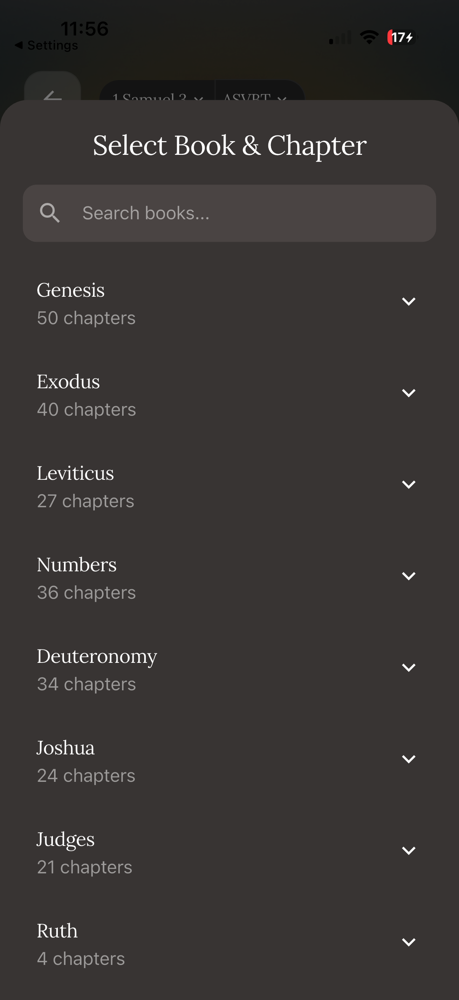 11:56
Settings
17
1 Samuel 3
ASVBT
Select Book & Chapter
Search books...
Genesis
50 chapters
Exodus
40 chapters
Leviticus
27 chapters
Numbers
36 chapters
Deuteronomy
34 chapters
Joshua
24 chapters
Judges
21 chapters
Ruth
4 chapters